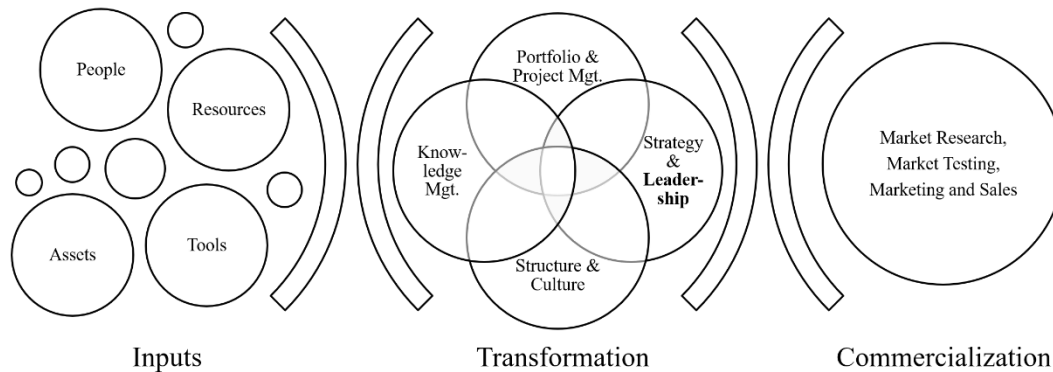 People
Resources
Assets
Tools
Inputs
Portfolio &
Project Mgt.
Know-
ledge
Mgt.
Strategy
&
Leader-
ship
Structure &
Culture
Transformation
Market Research,
Market Testing,
Marketing and Sales
Commercialization